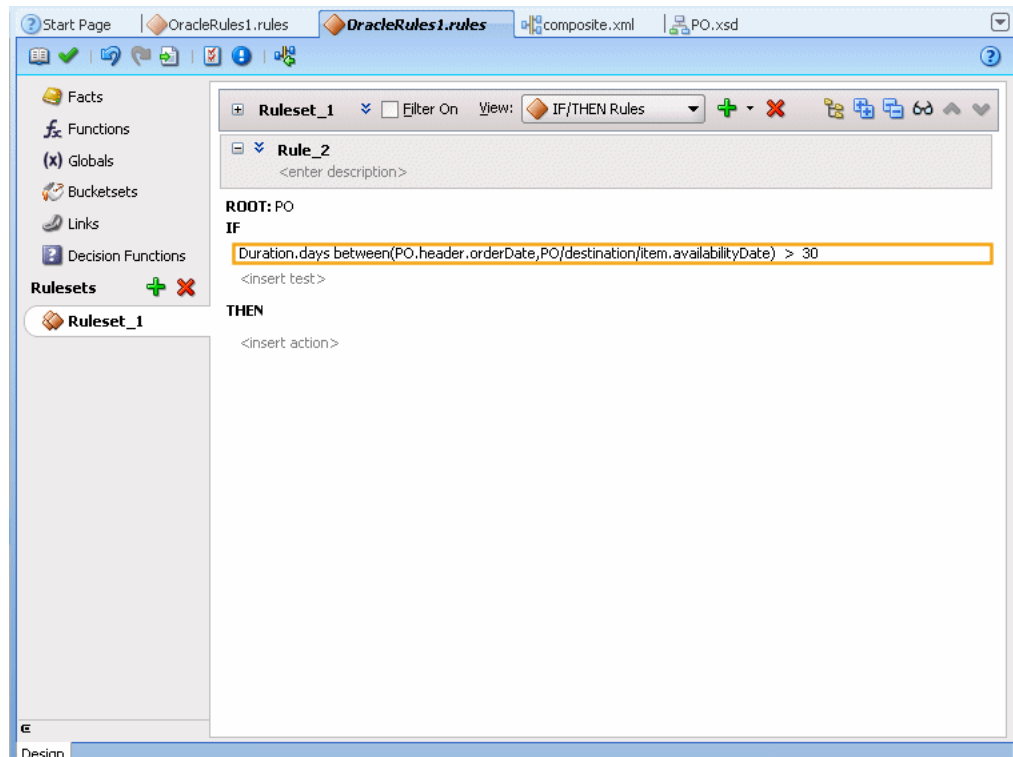 Start Page OracleRules1.rules OracleRules1.rules composite.xml PO.xsd
Facts
Functions
Globals
Bucketsets
Links
Decision Functions
Rulesets
Ruleset_1
Ruleset_1 Filter On View: IF/THEN Rules
Rule_2
<enter description>
ROOT: PO
IF
Duration.days between(PO.header.orderDate,PO/destination/item.availabilityDate) > 30
<insert test>
THEN
<insert action>
Design